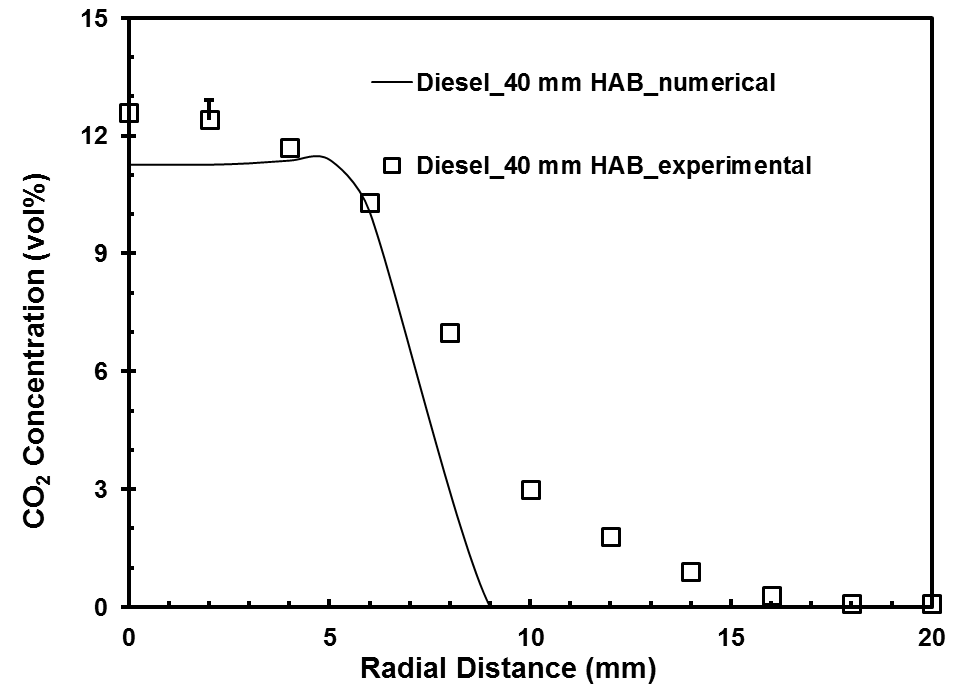 15
12
9
6
3
0
CO₂ Concentration (vol%)
Diesel_40 mm HAB_numerical
Diesel_40 mm HAB_experimental
0 5 10 15 20
Radial Distance (mm)